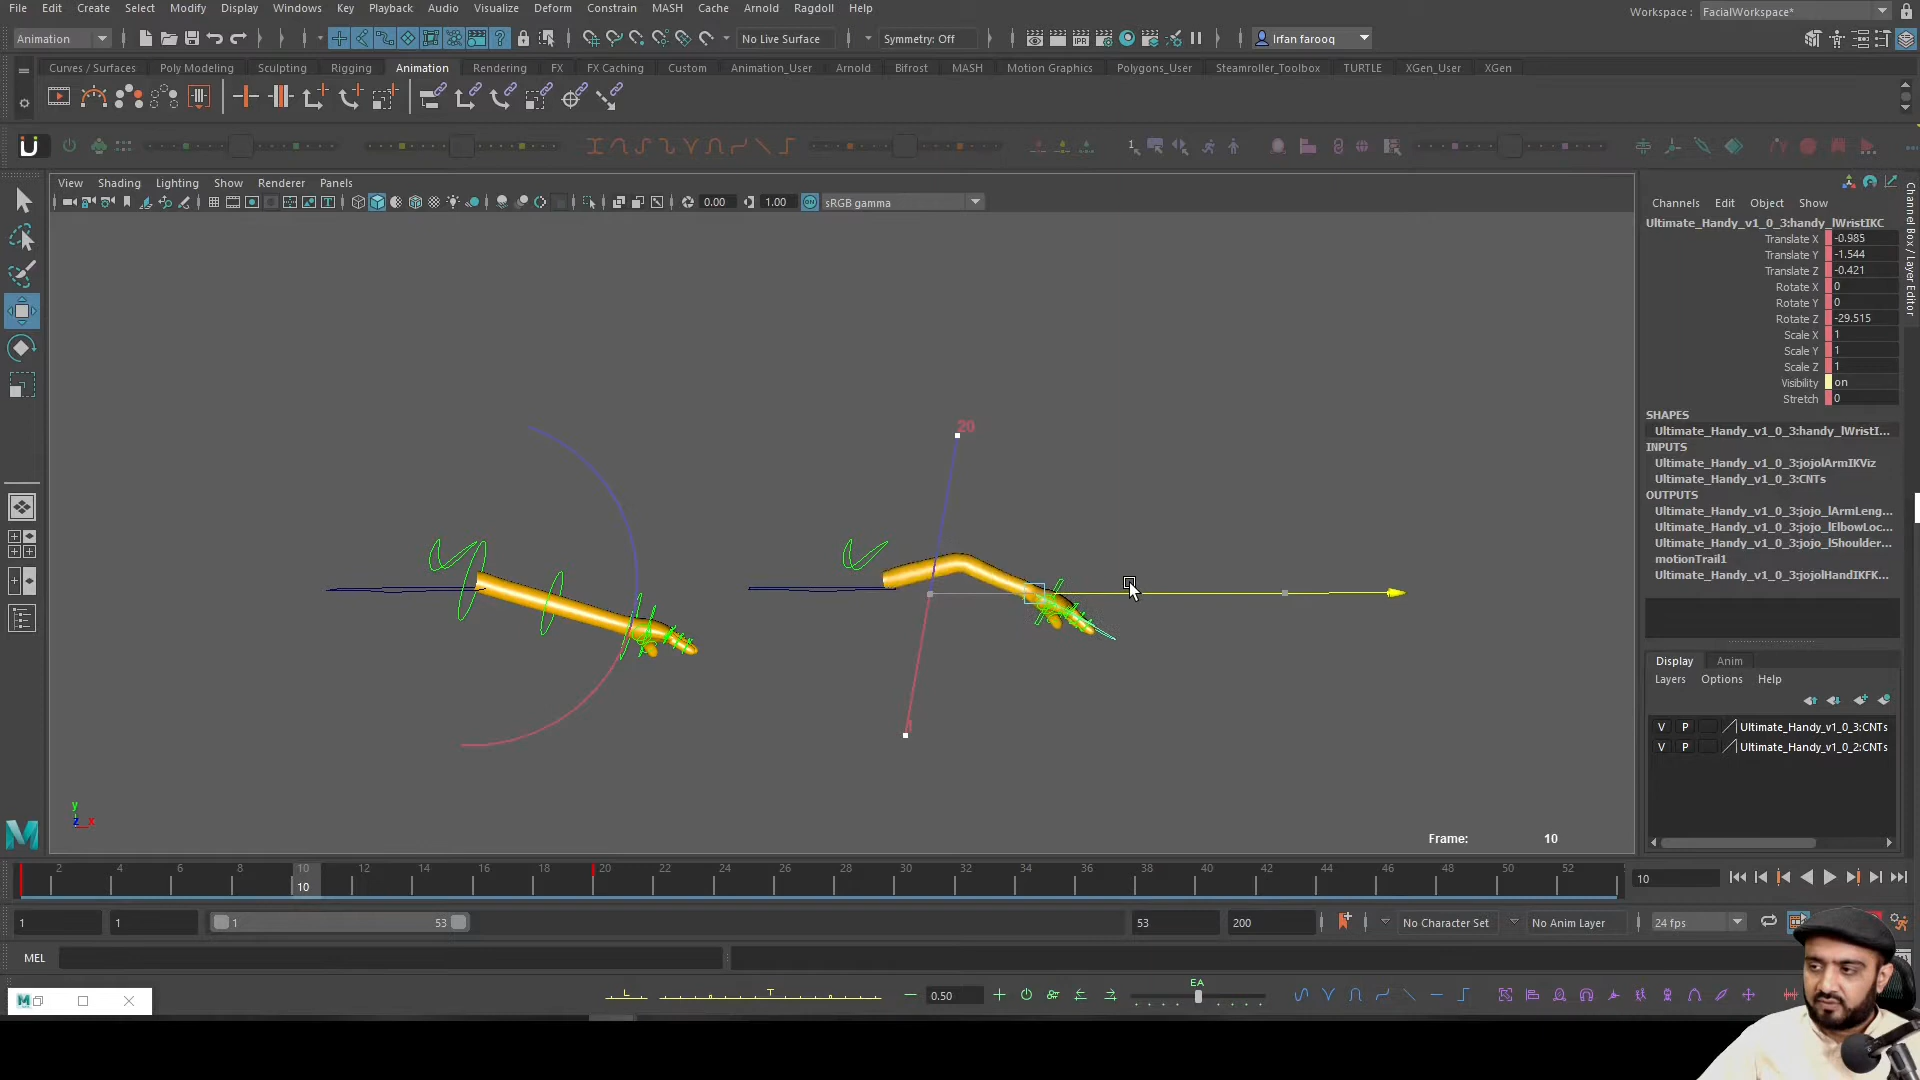 File Edit Create Select Modify Display Windows Key Playback Audio Visualize Deform Constrain MASH Cache Arnold Ragdoll Help
Workspace : FacialWorkspace*
Animation
No Live Surface
Symmetry: Off
Irfan farooq
Curves / Surfaces Poly Modeling Sculpting Rigging Animation Rendering FX FX Caching Custom Animation_User Arnold Bifrost MASH Motion Graphics Polygons_User Steamroller_Toolbox TURTLE XGen_User XGen
View Shading Lighting Show Renderer Panels
0.00 1.00 sRGB gamma
Channels Edit Object Show
Ultimate_Handy_v1_0_3:handy_lWristIKC
Translate X -0.985
Translate Y -1.544
Translate Z -0.421
Rotate X 0
Rotate Y 0
Rotate Z -29.515
Scale X 1
Scale Y 1
Scale Z 1
Visibility on
Stretch 0
SHAPES
Ultimate_Handy_v1_0_3:handy_lWristI...
INPUTS
Ultimate_Handy_v1_0_3:jojolArmIKViz
Ultimate_Handy_v1_0_3:CNTs
OUTPUTS
Ultimate_Handy_v1_0_3:jojo_lArmLeng...
Ultimate_Handy_v1_0_3:jojo_lElbowLoc...
Ultimate_Handy_v1_0_3:jojo_lShoulder...
motionTrail1
Ultimate_Handy_v1_0_3:jojolHandIKFK...
Channel Box / Layer Editor
20
1
y
z x
Frame: 10
Display Anim
Layers Options Help
V P Ultimate_Handy_v1_0_3:CNTs
V P Ultimate_Handy_v1_0_2:CNTs
2 4 6 8 10 12 14 16 18 20 22 24 26 28 30 32 34 36 38 40 42 44 46 48 50 52
10
10
1 1 1 53 53 200 No Character Set No Anim Layer 24 fps
MEL
M
L T 0.50 EA